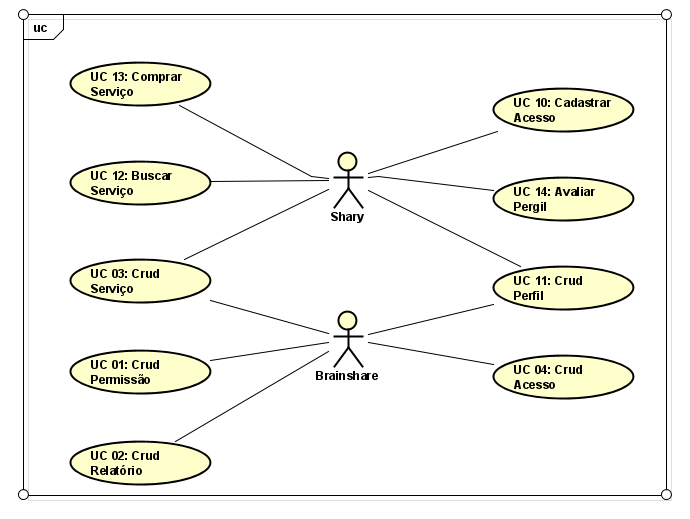 uc
UC 13: Comprar
Serviço
UC 10: Cadastrar
Acesso
UC 12: Buscar
Serviço
UC 14: Avaliar
Pergil
Shary
UC 03: Crud
Serviço
UC 11: Crud
Perfil
Brainshare
UC 01: Crud
Permissão
UC 04: Crud
Acesso
UC 02: Crud
Relatório